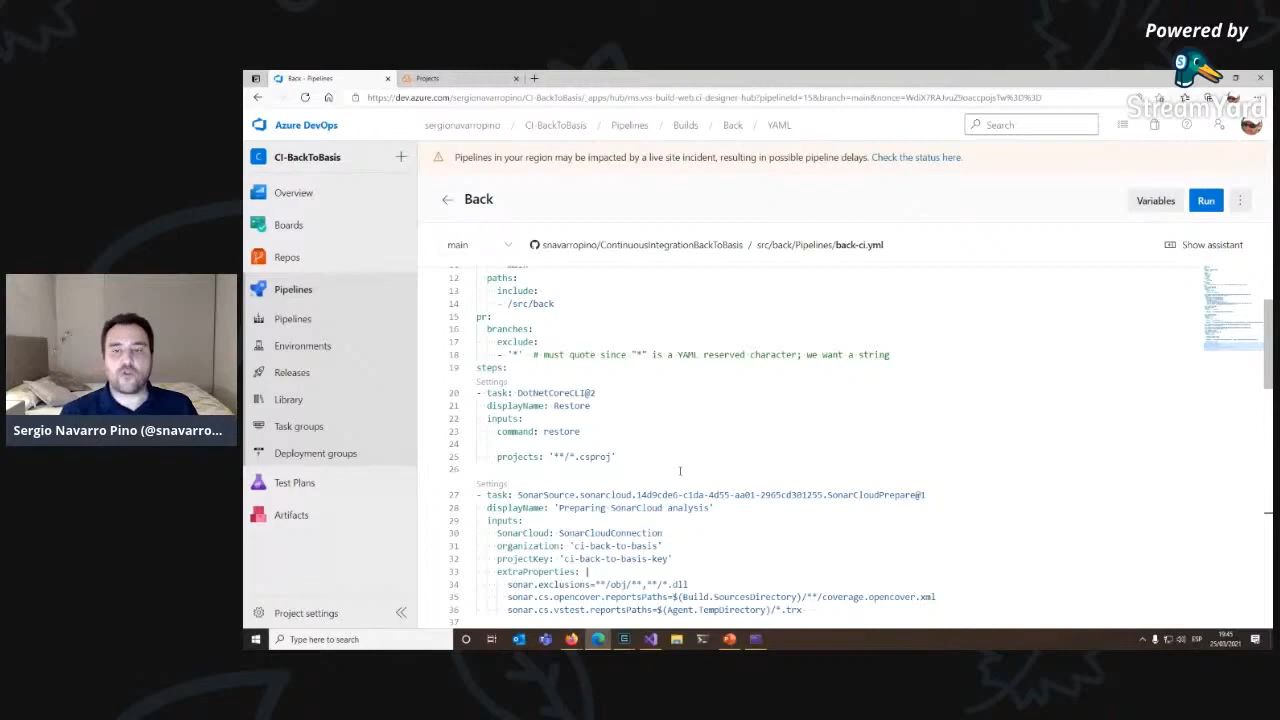 Powered by
StreamYard
Back - Pipelines
Projects
https://dev.azure.com/sergionavarropino/CI-BackToBasis/_apps/hub/ms.vss-build-web.ci-designer-hub?pipelineId=15&branch=main&nonce=
Azure DevOps
sergionavarropino / CI-BackToBasis / Pipelines / Builds / Back / YAML
Search
CI-BackToBasis
Pipelines in your region may be impacted by a live site incident, resulting in possible pipeline delays. Check the status here.
Overview
Boards
Repos
Pipelines
Pipelines
Environments
Releases
Library
Task groups
Deployment groups
Test Plans
Artifacts
Project settings
Back
Variables
Run
main
snavarropino/ContinuousIntegrationBackToBasis / src/back/Pipelines/back-ci.yml
Show assistant
12 paths:
13 include:
14 - /src/back
15 pr:
16 branches:
17 exclude:
18 - '*' # must quote since "*" is a YAML reserved character; we want a string
19 steps:
Settings
20 - task: DotNetCoreCLI@2
21 displayName: Restore
22 inputs:
23 command: restore
24
25 projects: '**/*.csproj'
26
Settings
27 - task: SonarSource.sonarcloud.14d9cde6-c1da-4d55-aa01-2965cd301255.SonarCloudPrepare@1
28 displayName: 'Preparing SonarCloud analysis'
29 inputs:
30 SonarCloud: SonarCloudConnection
31 organization: 'ci-back-to-basis'
32 projectKey: 'ci-back-to-basis-key'
33 extraProperties: |
34 sonar.exclusions=**/obj/**,**/*.dll
35 sonar.cs.opencover.reportsPaths=$(Build.SourcesDirectory)/**/coverage.opencover.xml
36 sonar.cs.vstest.reportsPaths=$(Agent.TempDirectory)/*.trx
37
Sergio Navarro Pino (@snavarro...
Type here to search
ESP
19:45
25/03/2021